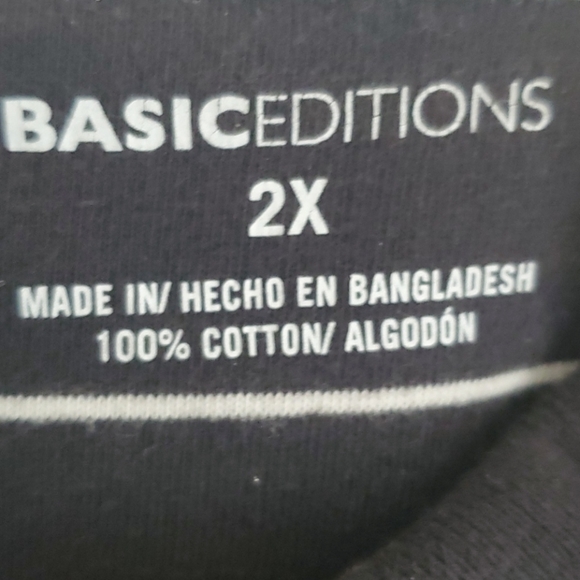 BASICEDITIONS
2X
MADE IN/ HECHO EN BANGLADESH
100% COTTON/ ALGODÓN